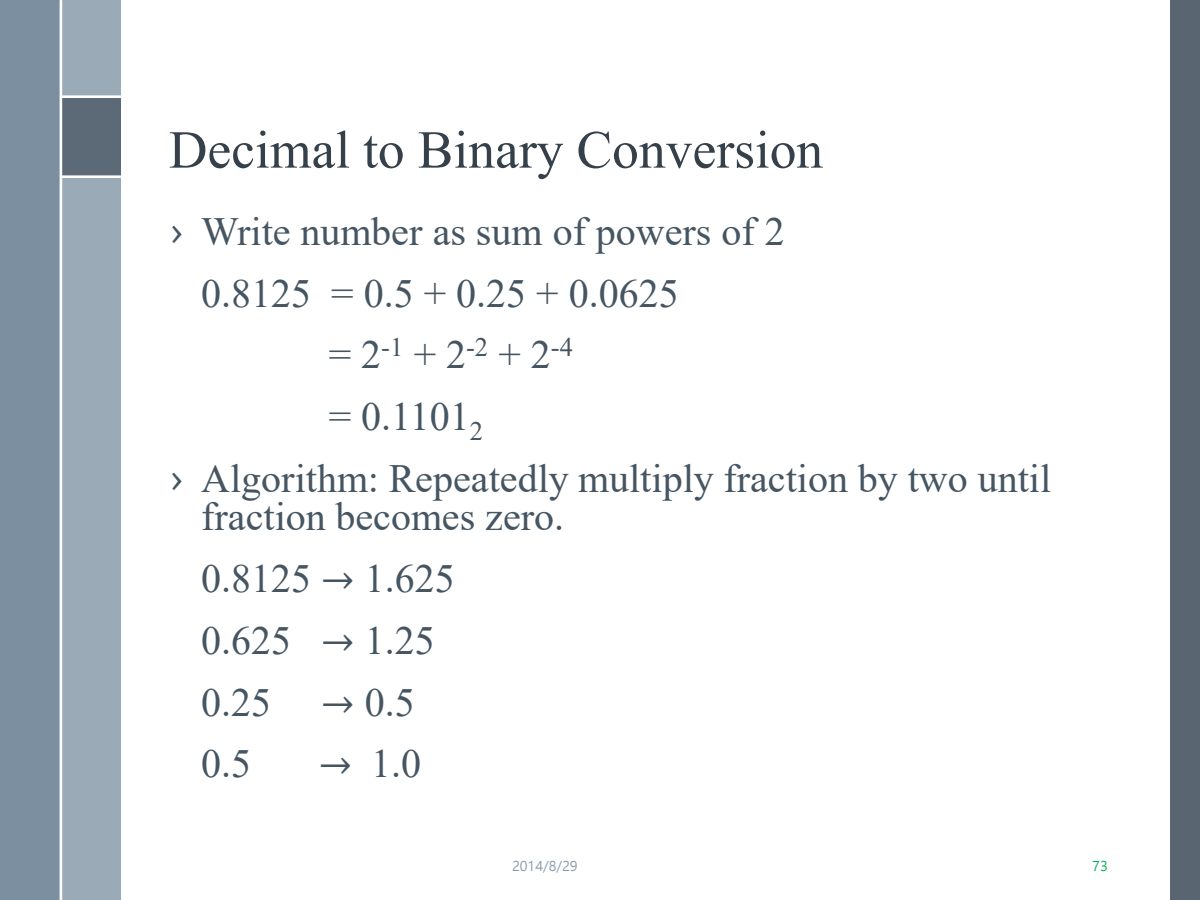 Decimal to Binary Conversion
› Write number as sum of powers of 2
0.8125 = 0.5 + 0.25 + 0.0625
= 2⁻¹ + 2⁻² + 2⁻⁴
= 0.1101₂
› Algorithm: Repeatedly multiply fraction by two until
fraction becomes zero.
0.8125 → 1.625
0.625 → 1.25
0.25 → 0.5
0.5 → 1.0
2014/8/29
73